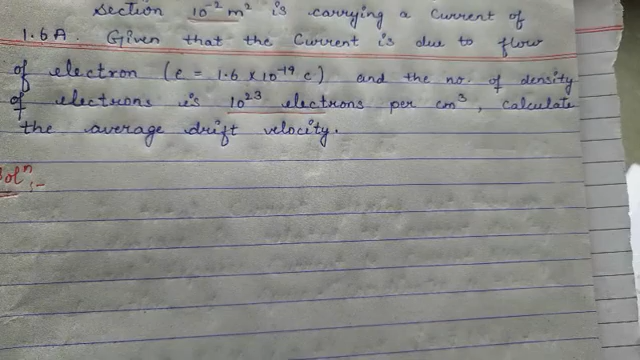 section 10⁻² m² is carrying a current of
1.6A. Given that the Current is due to flow
of electron (e = 1.6 × 10⁻¹⁹ c) and the no. of density
of electrons is 10²³ electrons per cm³, calculate
the average drift velocity.
Solⁿ :-